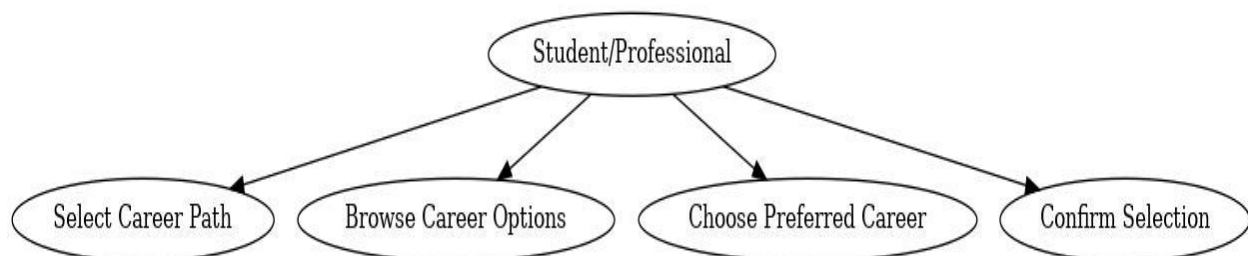 Student/Professional
Select Career Path
Browse Career Options
Choose Preferred Career
Confirm Selection